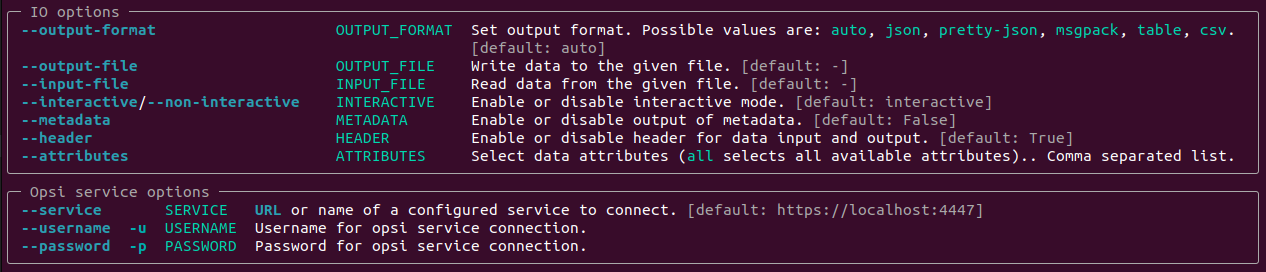 IO options
--output-format OUTPUT_FORMAT Set output format. Possible values are: auto, json, pretty-json, msgpack, table, csv.
[default: auto]
--output-file OUTPUT_FILE Write data to the given file. [default: -]
--input-file INPUT_FILE Read data from the given file. [default: -]
--interactive/--non-interactive INTERACTIVE Enable or disable interactive mode. [default: interactive]
--metadata METADATA Enable or disable output of metadata. [default: False]
--header HEADER Enable or disable header for data input and output. [default: True]
--attributes ATTRIBUTES Select data attributes (all selects all available attributes).. Comma separated list.
Opsi service options
--service SERVICE URL or name of a configured service to connect. [default: https://localhost:4447]
--username -u USERNAME Username for opsi service connection.
--password -p PASSWORD Password for opsi service connection.